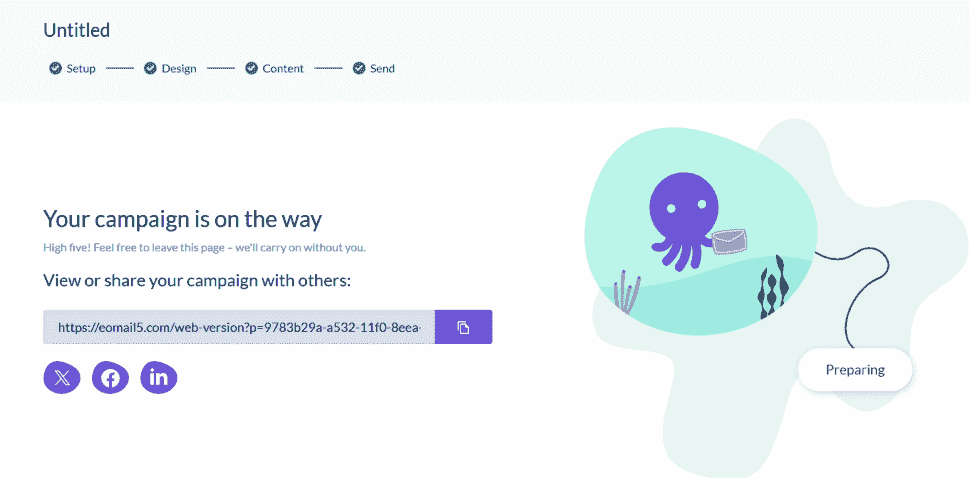 Untitled
Setup Design Content Send
Your campaign is on the way
High five! Feel free to leave this page – we'll carry on without you.
View or share your campaign with others:
https://eomail5.com/web-version?p=9783b29a-a532-11f0-8eea-
Preparing